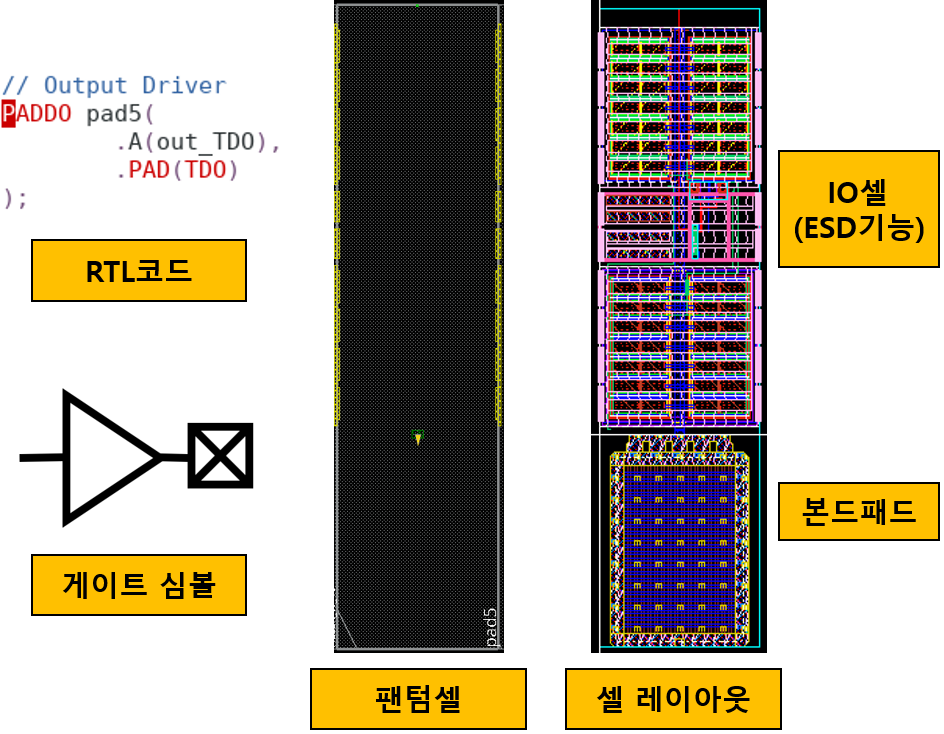 // Output Driver
PADDO pad5(
.A(out_TDO),
.PAD(TDO)
);
RTL코드
게이트 심볼
pad5
팬텀셀
IO셀
(ESD기능)
본드패드
셀 레이아웃